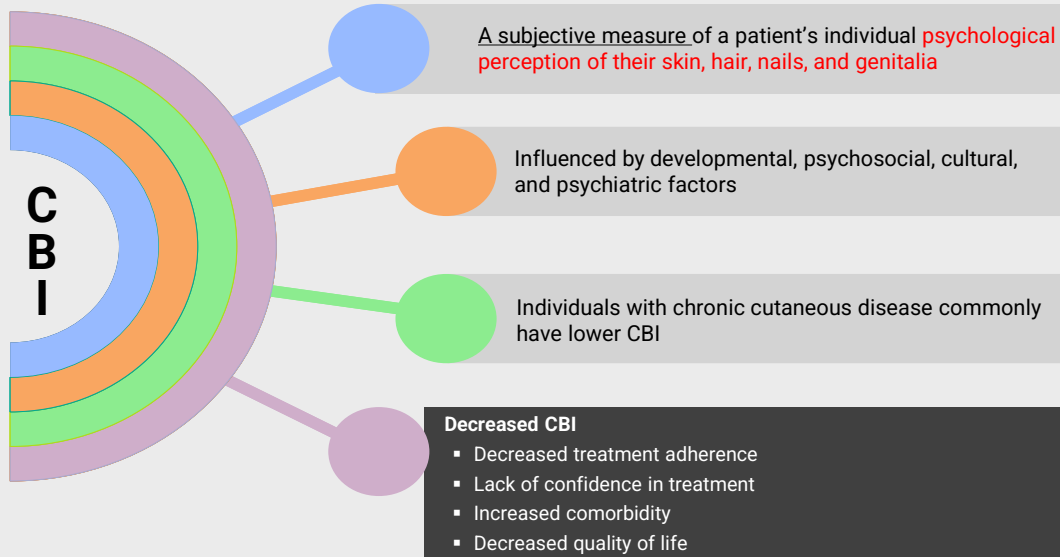 C
B
I
A subjective measure of a patient's individual psychological
perception of their skin, hair, nails, and genitalia
Influenced by developmental, psychosocial, cultural,
and psychiatric factors
Individuals with chronic cutaneous disease commonly
have lower CBI
Decreased CBI
▪ Decreased treatment adherence
▪ Lack of confidence in treatment
▪ Increased comorbidity
▪ Decreased quality of life